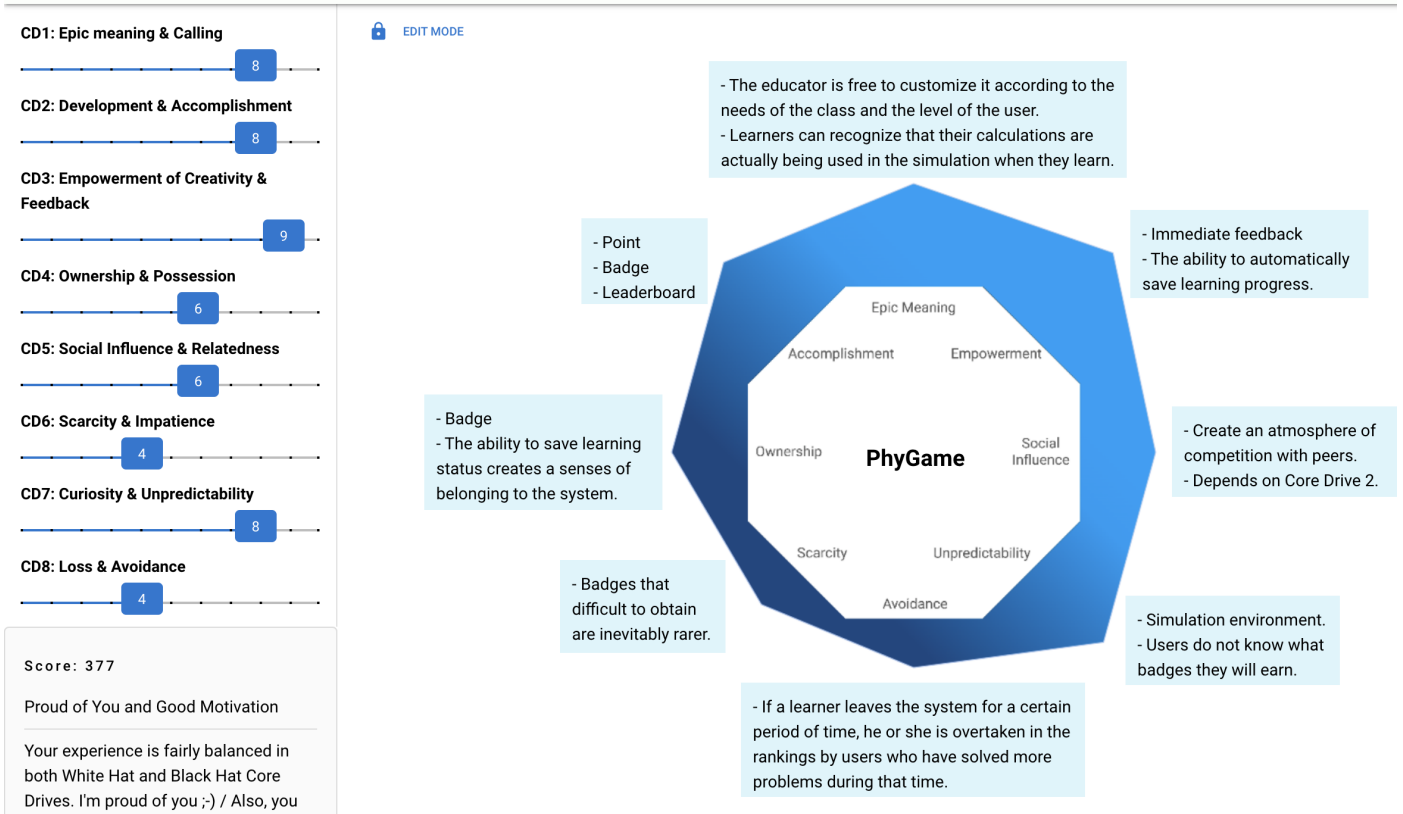 CD1: Epic meaning & Calling
8
CD2: Development & Accomplishment
8
CD3: Empowerment of Creativity &
Feedback
9
CD4: Ownership & Possession
6
CD5: Social Influence & Relatedness
6
CD6: Scarcity & Impatience
4
CD7: Curiosity & Unpredictability
8
CD8: Loss & Avoidance
4
Score: 377
Proud of You and Good Motivation
Your experience is fairly balanced in
both White Hat and Black Hat Core
Drives. I'm proud of you ;-) / Also, you
EDIT MODE
- The educator is free to customize it according to the
needs of the class and the level of the user.
- Learners can recognize that their calculations are
actually being used in the simulation when they learn.
- Point
- Badge
- Leaderboard
- Immediate feedback
- The ability to automatically
save learning progress.
Epic Meaning
Accomplishment
Empowerment
- Badge
- The ability to save learning
status creates a senses of
belonging to the system.
Ownership
PhyGame
Social
Influence
- Create an atmosphere of
competition with peers.
- Depends on Core Drive 2.
Scarcity
Unpredictability
Avoidance
- Badges that
difficult to obtain
are inevitably rarer.
- Simulation environment.
- Users do not know what
badges they will earn.
- If a learner leaves the system for a certain
period of time, he or she is overtaken in the
rankings by users who have solved more
problems during that time.